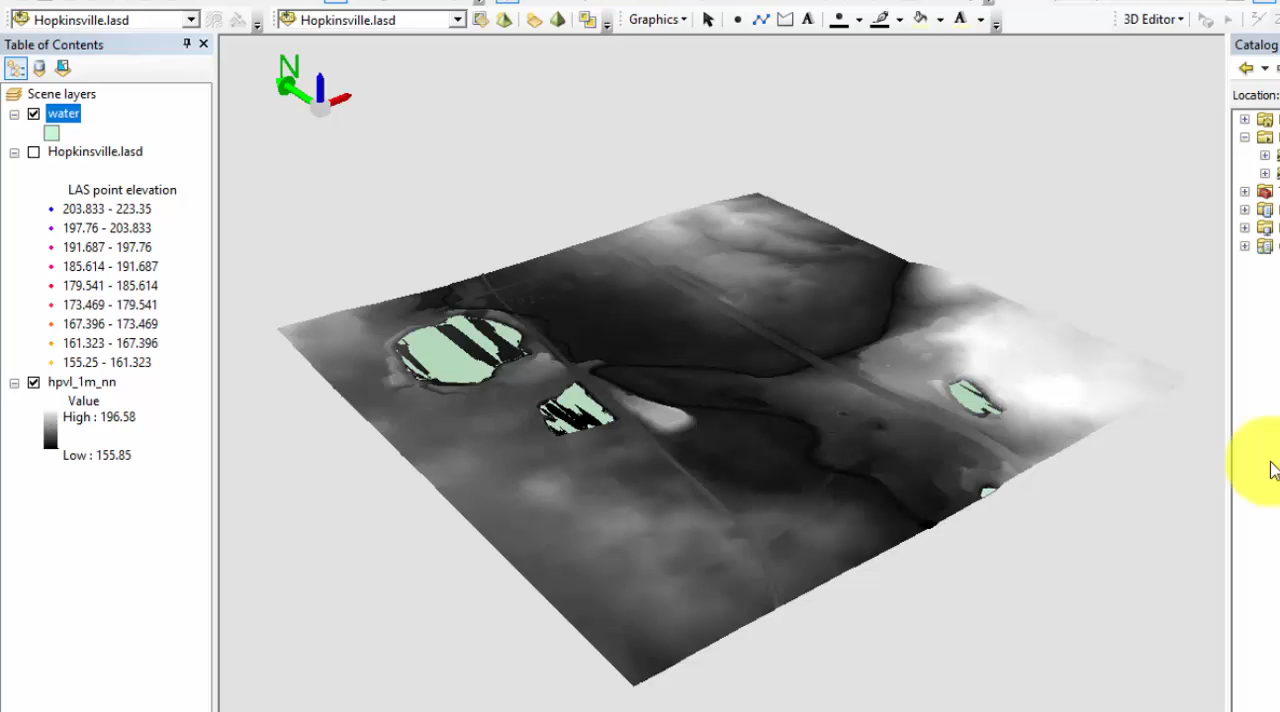 Hopkinsville.lasd Hopkinsville.lasd Graphics A A 3D Editor
Table of Contents
Catalog
Scene layers
Location:
water
Hopkinsville.lasd
LAS point elevation
203.833 - 223.35
197.76 - 203.833
191.687 - 197.76
185.614 - 191.687
179.541 - 185.614
173.469 - 179.541
167.396 - 173.469
161.323 - 167.396
155.25 - 161.323
hpvl_1m_nn
Value
High : 196.58
Low : 155.85
N